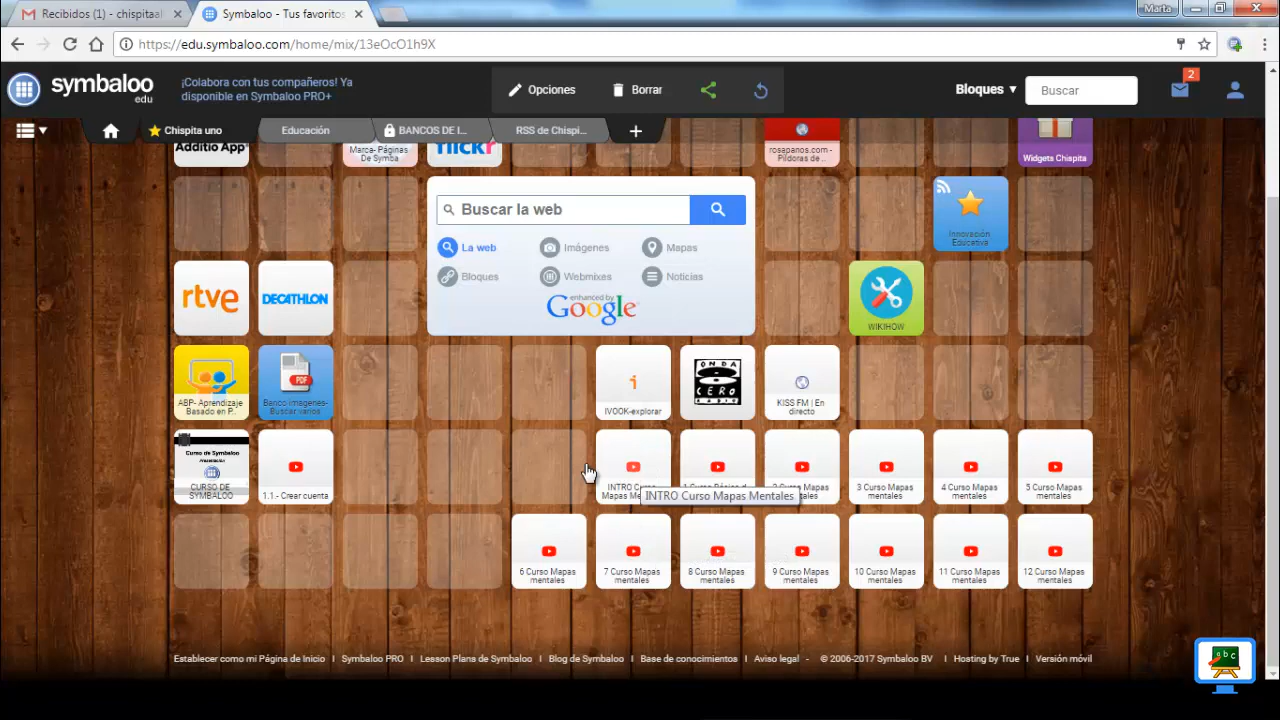 Recibidos (1) - chispitaal
Symbaloo - Tus favoritos
Marta
https://edu.symbaloo.com/home/mix/13eOcO1h9X
symbaloo
edu
¡Colabora con tus compañeros! Ya
disponible en Symbaloo PRO+
Opciones
Borrar
Bloques ▼
Buscar
2
Chispita uno
Educación
BANCOS DE I...
RSS de Chispi...
+
Additio App
Marca- Páginas
De Symba
flickr
rosapanos.com -
Píldoras de ..
Widgets Chispita
Buscar la web
La web
Imágenes
Mapas
Bloques
Webmixes
Noticias
enhanced by
Google
Innovación
Educativa
rtve
DECATHLON
WIKIHOW
ABP- Aprendizaje
Basado en P..
PDF
Banco imagenes-
Buscar varios
IVOOK-explorar
ONDA
CERO
RADIO
KISS FM | En
directo
Curso de
Symbaloo
Presentación
CURSO DE
SYMBALOO
1.1.- Crear cuenta
INTRO Curso
Mapas Me
INTRO Curso Mapas Mentales
3 Curso Mapas
mentales
4 Curso Mapas
mentales
5 Curso Mapas
mentales
6 Curso Mapas
mentales
7 Curso Mapas
mentales
8 Curso Mapas
mentales
9 Curso Mapas
mentales
10 Curso Mapas
mentales
11 Curso Mapas
mentales
12 Curso Mapas
mentales
Establecer como mi Página de Inicio | Symbaloo PRO | Lesson Plans de Symbaloo | Blog de Symbaloo | Base de conocimientos | Aviso legal - © 2006-2017 Symbaloo BV | Hosting by True | Versión móvil
abc